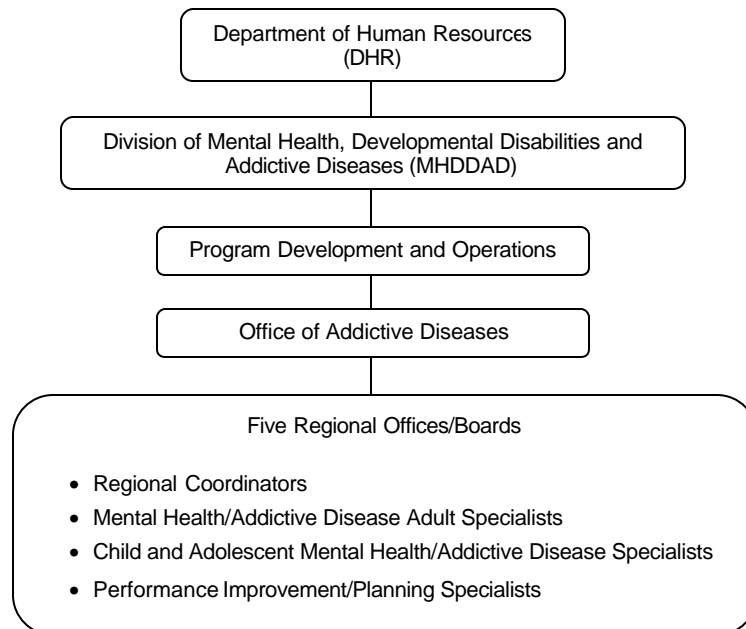 Department of Human Resources
(DHR)
Division of Mental Health, Developmental Disabilities and
Addictive Diseases (MHDDAD)
Program Development and Operations
Office of Addictive Diseases
Five Regional Offices/Boards
• Regional Coordinators
• Mental Health/Addictive Disease Adult Specialists
• Child and Adolescent Mental Health/Addictive Disease Specialists
• Performance Improvement/Planning Specialists